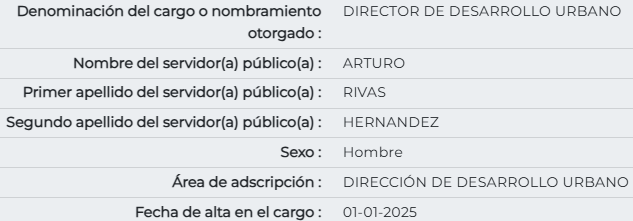 Denominación del cargo o nombramiento otorgado : DIRECTOR DE DESARROLLO URBANO
Nombre del servidor(a) público(a) : ARTURO
Primer apellido del servidor(a) público(a) : RIVAS
Segundo apellido del servidor(a) público(a) : HERNANDEZ
Sexo : Hombre
Área de adscripción : DIRECCIÓN DE DESARROLLO URBANO
Fecha de alta en el cargo : 01-01-2025